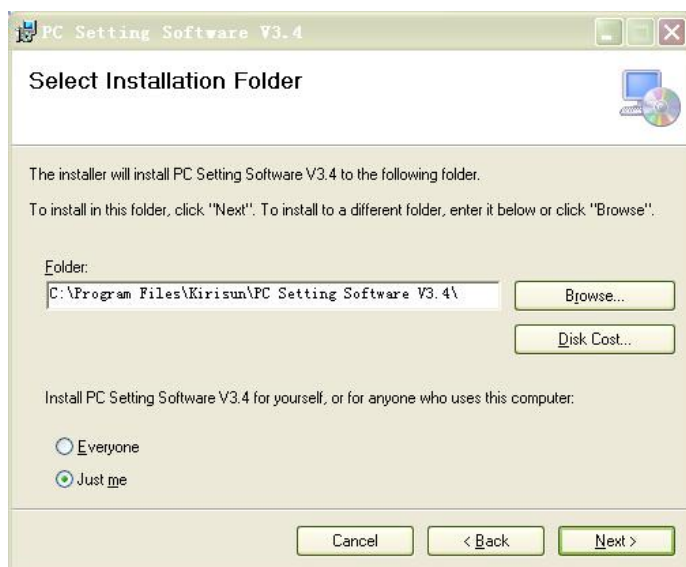 PC Setting Software V3.4
Select Installation Folder
The installer will install PC Setting Software V3.4 to the following folder.
To install in this folder, click "Next". To install to a different folder, enter it below or click "Browse".
Folder:
C:\Program Files\Kirisun\PC Setting Software V3.4\
Browse...
Disk Cost...
Install PC Setting Software V3.4 for yourself, or for anyone who uses this computer:
Everyone
Just me
Cancel
< Back
Next >